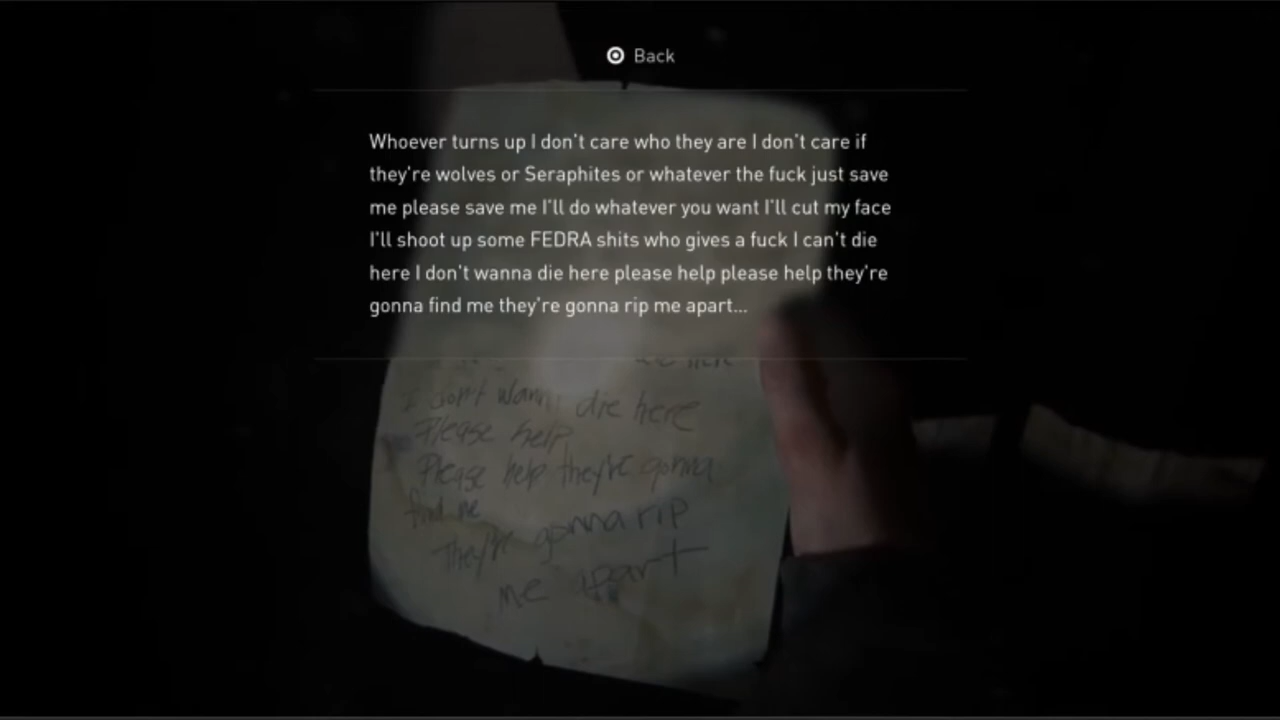 Back
Whoever turns up I don't care who they are I don't care if
they're wolves or Seraphites or whatever the fuck just save
me please save me I'll do whatever you want I'll cut my face
I'll shoot up some FEDRA shits who gives a fuck I can't die
here I don't wanna die here please help please help they're
gonna find me they're gonna rip me apart...
I don't wanna die here
Please help
Please help they're gonna
find me
They're gonna rip
me apart